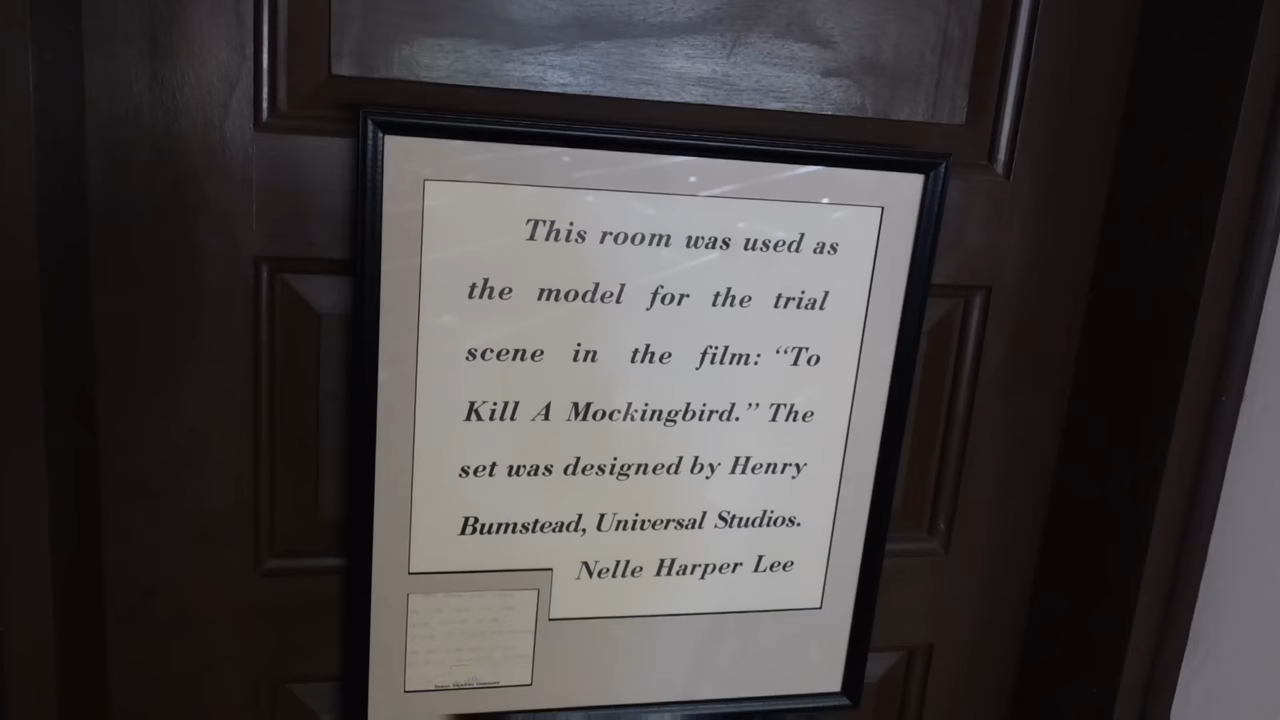 This room was used as
the model for the trial
scene in the film: “To
Kill A Mockingbird.” The
set was designed by Henry
Bumstead, Universal Studios.
Nelle Harper Lee